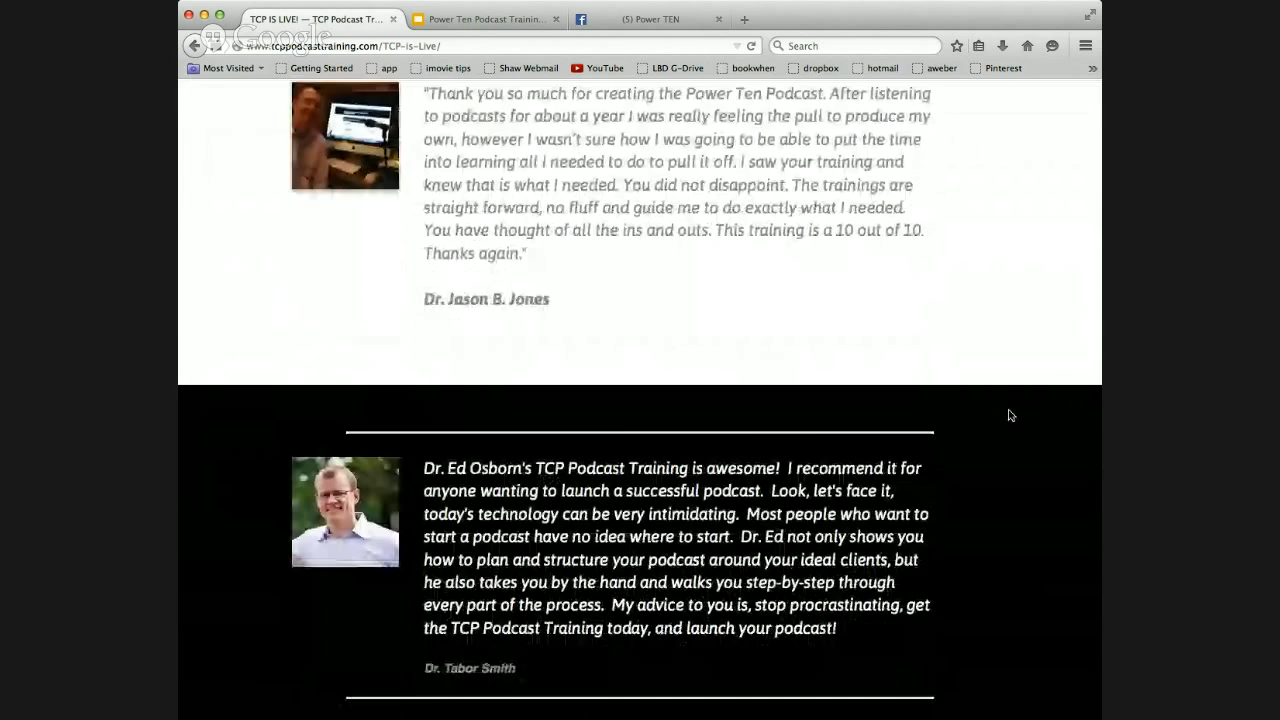 TCP IS LIVE! — TCP Podcast Tr...
Power Ten Podcast Trainin...
(5) Power TEN
Google
www.tcppodcasttraining.com/TCP-is-Live/
Search
Most Visited
Getting Started
app
imovie tips
Shaw Webmail
YouTube
LBD G-Drive
bookwhen
dropbox
hotmail
aweber
Pinterest
"Thank you so much for creating the Power Ten Podcast. After listening
to podcasts for about a year I was really feeling the pull to produce my
own, however I wasn't sure how I was going to be able to put the time
into learning all I needed to do to pull it off. I saw your training and
knew that is what I needed. You did not disappoint. The trainings are
straight forward, no fluff and guide me to do exactly what I needed.
You have thought of all the ins and outs. This training is a 10 out of 10.
Thanks again."
Dr. Jason B. Jones
Dr. Ed Osborn's TCP Podcast Training is awesome! I recommend it for
anyone wanting to launch a successful podcast. Look, let's face it,
today's technology can be very intimidating. Most people who want to
start a podcast have no idea where to start. Dr. Ed not only shows you
how to plan and structure your podcast around your ideal clients, but
he also takes you by the hand and walks you step-by-step through
every part of the process. My advice to you is, stop procrastinating, get
the TCP Podcast Training today, and launch your podcast!
Dr. Tabor Smith